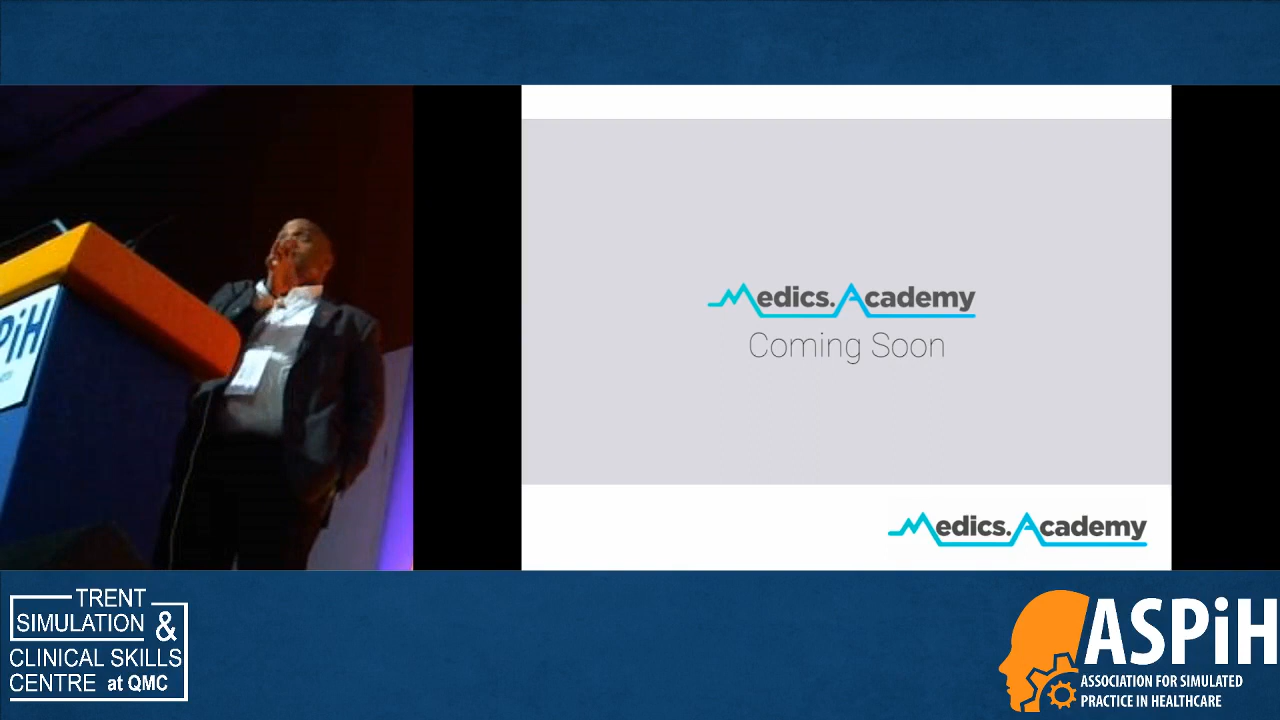 PiH
Medics.Academy
Coming Soon
Medics.Academy
TRENT
SIMULATION &
CLINICAL SKILLS
CENTRE at QMC
ASPiH
ASSOCIATION FOR SIMULATED
PRACTICE IN HEALTHCARE